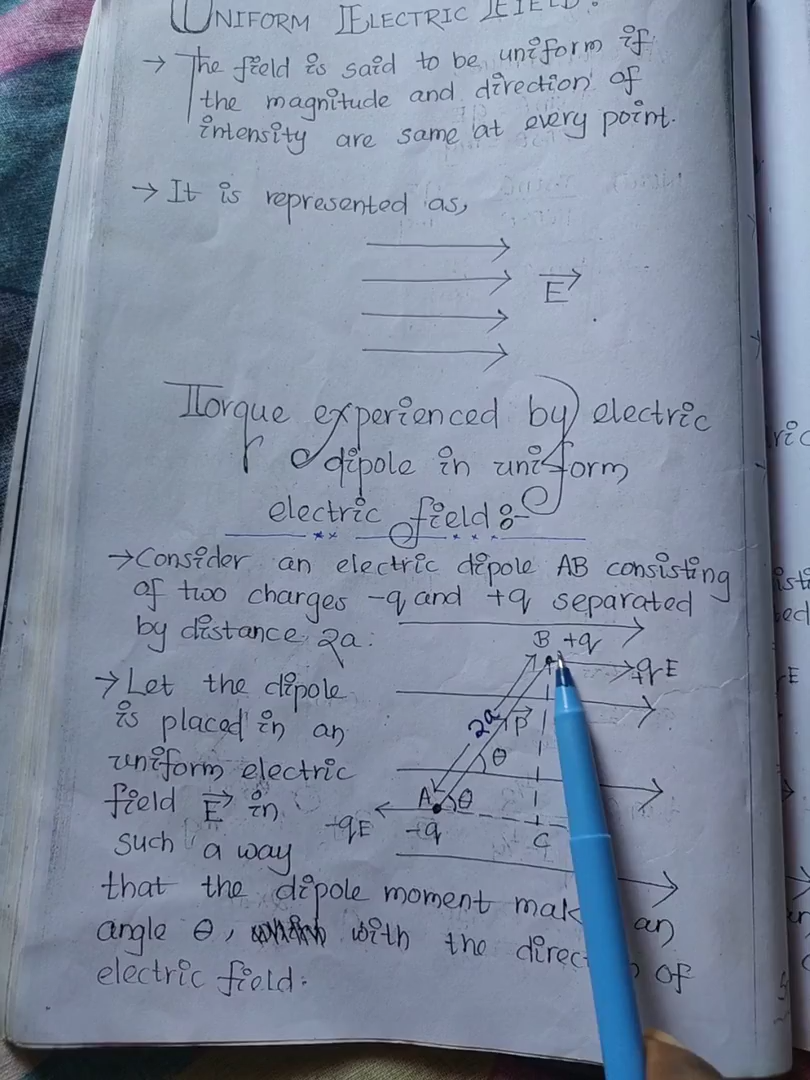 UNIFORM ELECTRIC FIELD:
→ The field is said to be uniform if
the magnitude and direction of
intensity are same at every point.
→ It is represented as,
E
Torque experienced by electric
dipole in uniform
electric field:-
→ Consider an electric dipole AB consisting
of two charges -q and +q separated
by distance 2a.
B +q
+qE
→ Let the dipole
is placed in an
2a P
θ
uniform electric
field E in
A θ
-qE -q
C
such a way
that the dipole moment mak an
angle θ, with the direc of
electric field.